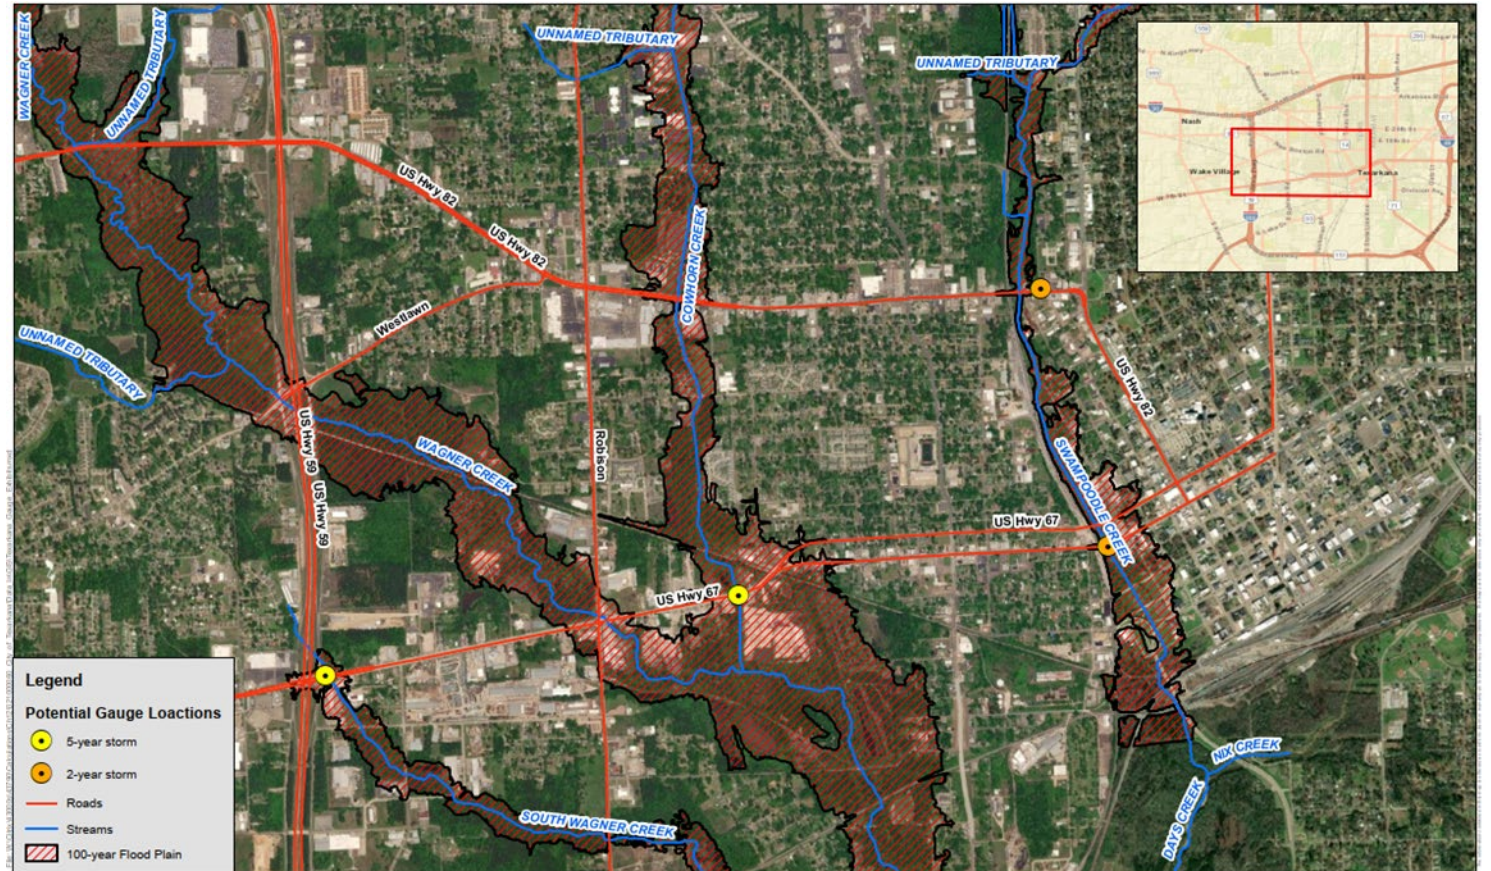 WAGNER CREEK
UNNAMED TRIBUTARY
UNNAMED TRIBUTARY
UNNAMED TRIBUTARY
US Hwy 82
US Hwy 82
COWHORN CREEK
Westlawn
UNNAMED TRIBUTARY
US Hwy 82
US Hwy 59
US Hwy 59
WAGNER CREEK
Robison
SWAMPOODLE CREEK
US Hwy 67
US Hwy 67
SOUTH WAGNER CREEK
NIX CREEK
DAYS CREEK
Nash
Wake Village
Texarkana
Legend
Potential Gauge Loactions
5-year storm
2-year storm
Roads
Streams
100-year Flood Plain